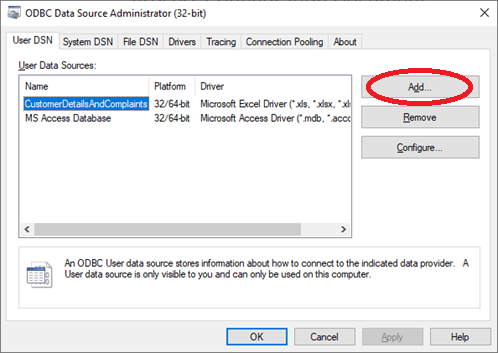 ODBC Data Source Administrator (32-bit)
User DSN System DSN File DSN Drivers Tracing Connection Pooling About
User Data Sources:
Name Platform Driver
CustomerDetailsAndComplaints 32/64-bit Microsoft Excel Driver (*.xls, *.xlsx, *.xls
MS Access Database 32/64-bit Microsoft Access Driver (*.mdb, *.accd
Add...
Remove
Configure...
An ODBC User data source stores information about how to connect to the indicated data provider. A
User data source is only visible to you and can only be used on this computer.
OK Cancel Apply Help